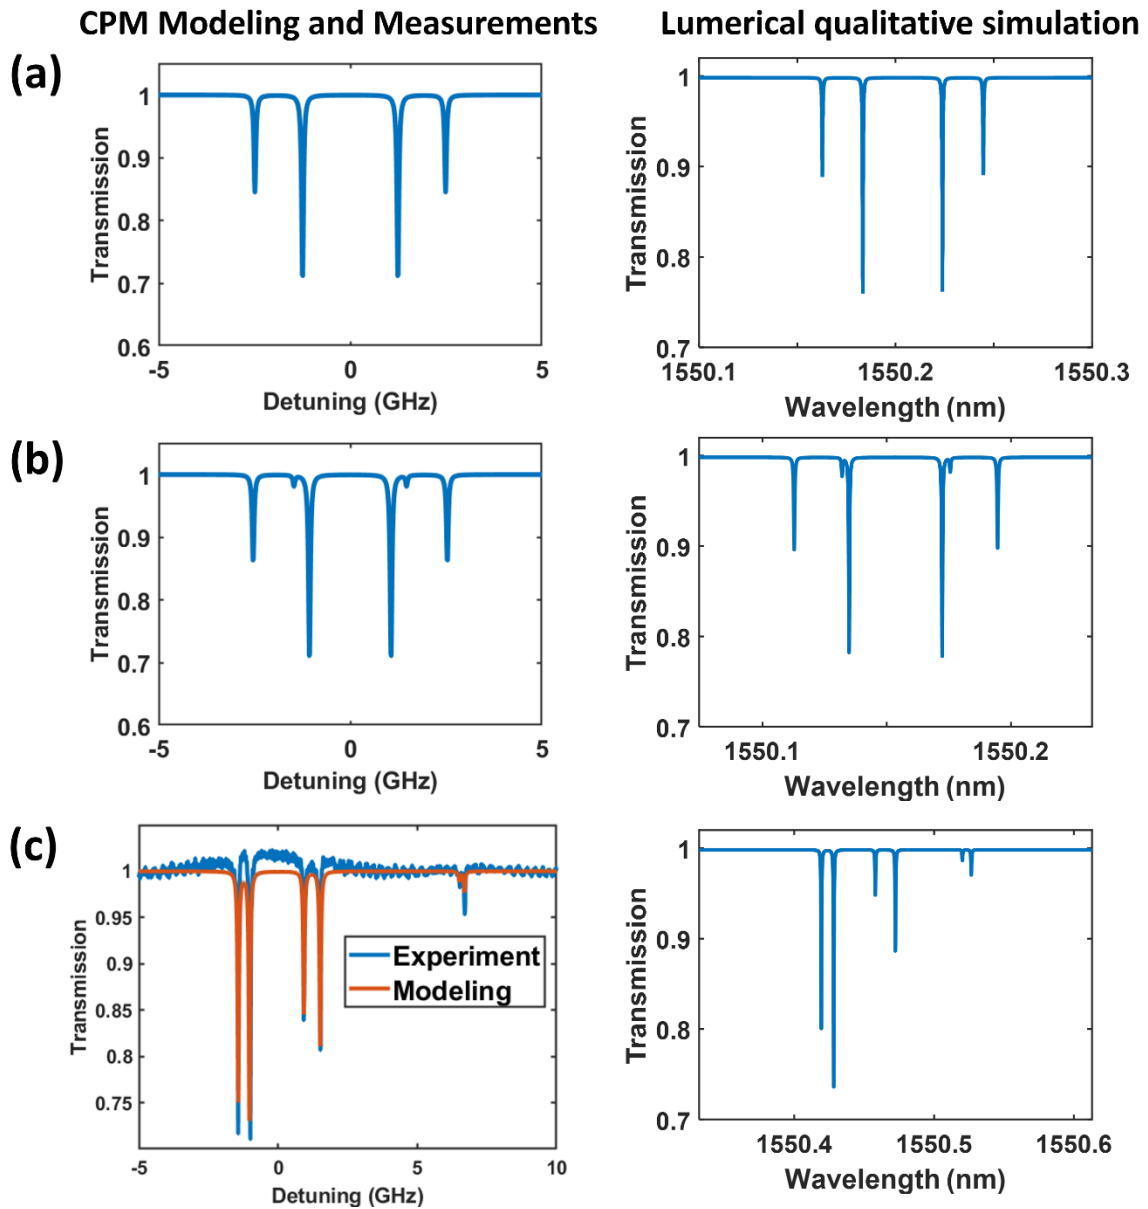 CPM Modeling and Measurements
Lumerical qualitative simulation
(a)
1
0.9
0.8
0.7
0.6
Transmission
-5
0
5
Detuning (GHz)
1
0.9
0.8
0.7
Transmission
1550.1
1550.2
1550.3
Wavelength (nm)
(b)
1
0.9
0.8
0.7
0.6
Transmission
-5
0
5
Detuning (GHz)
1
0.9
0.8
0.7
Transmission
1550.1
1550.2
Wavelength (nm)
(c)
1
0.95
0.9
0.85
0.8
0.75
Transmission
Experiment
Modeling
-5
0
5
10
Detuning (GHz)
1
0.9
0.8
0.7
Transmission
1550.4
1550.5
1550.6
Wavelength (nm)